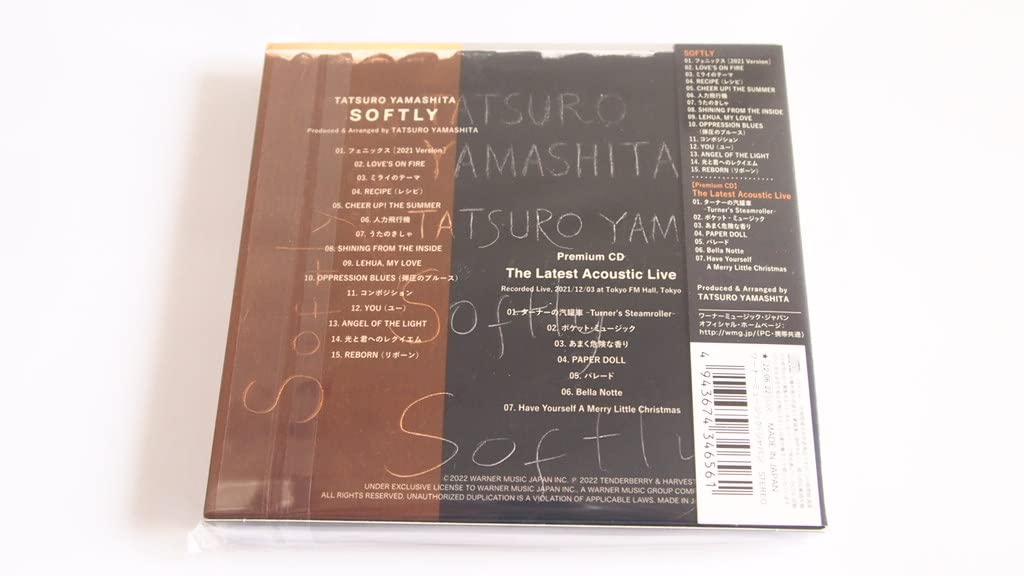 TATSURO YAMASHITA
SOFTLY
Produced & Arranged by TATSURO YAMASHITA
01. フェニックス [2021 Version]
02. LOVE'S ON FIRE
03. ミライのテーマ
04. RECIPE (レシピ)
05. CHEER UP! THE SUMMER
06. 人力飛行機
07. うたのきしゃ
08. SHINING FROM THE INSIDE
09. LEHUA, MY LOVE
10. OPPRESSION BLUES (弾圧のブルース)
11. コンポジション
12. YOU (ユー)
13. ANGEL OF THE LIGHT
14. 光と君へのレクイエム
15. REBORN (リボーン)
TATSURO
YAMASHITA
TATSURO YAM
Softly
Softly
Soft
Premium CD
The Latest Acoustic Live
Recorded Live, 2021/12/03 at Tokyo FM Hall, Tokyo
01. ターナーの汽罐車 -Turner's Steamroller-
02. ポケット・ミュージック
03. あまく危険な香り
04. PAPER DOLL
05. パレード
06. Bella Notte
07. Have Yourself A Merry Little Christmas
© 2022 WARNER MUSIC JAPAN INC. ℗ 2022 TENDERBERRY & HARVEST
UNDER EXCLUSIVE LICENSE TO WARNER MUSIC JAPAN INC., A WARNER MUSIC GROUP COMP
ALL RIGHTS RESERVED. UNAUTHORIZED DUPLICATION IS A VIOLATION OF APPLICABLE LAWS. MADE IN J
SOFTLY
01. フェニックス [2021 Version]
02. LOVE'S ON FIRE
03. ミライのテーマ
04. RECIPE (レシピ)
05. CHEER UP! THE SUMMER
06. 人力飛行機
07. うたのきしゃ
08. SHINING FROM THE INSIDE
09. LEHUA, MY LOVE
10. OPPRESSION BLUES
(弾圧のブルース)
11. コンポジション
12. YOU (ユー)
13. ANGEL OF THE LIGHT
14. 光と君へのレクイエム
15. REBORN (リボーン)
【Premium CD】
The Latest Acoustic Live
01. ターナーの汽罐車
-Turner's Steamroller-
02. ポケット・ミュージック
03. あまく危険な香り
04. PAPER DOLL
05. パレード
06. Bella Notte
07. Have Yourself
A Merry Little Christmas
Produced & Arranged by
TATSURO YAMASHITA
ワーナーミュージック・ジャパン
オフィシャル・ホームページ:
http://wmg.jp/(PC・携帯共通)
4943674346561
★22・06・22
MADE IN JAPAN
STEREO